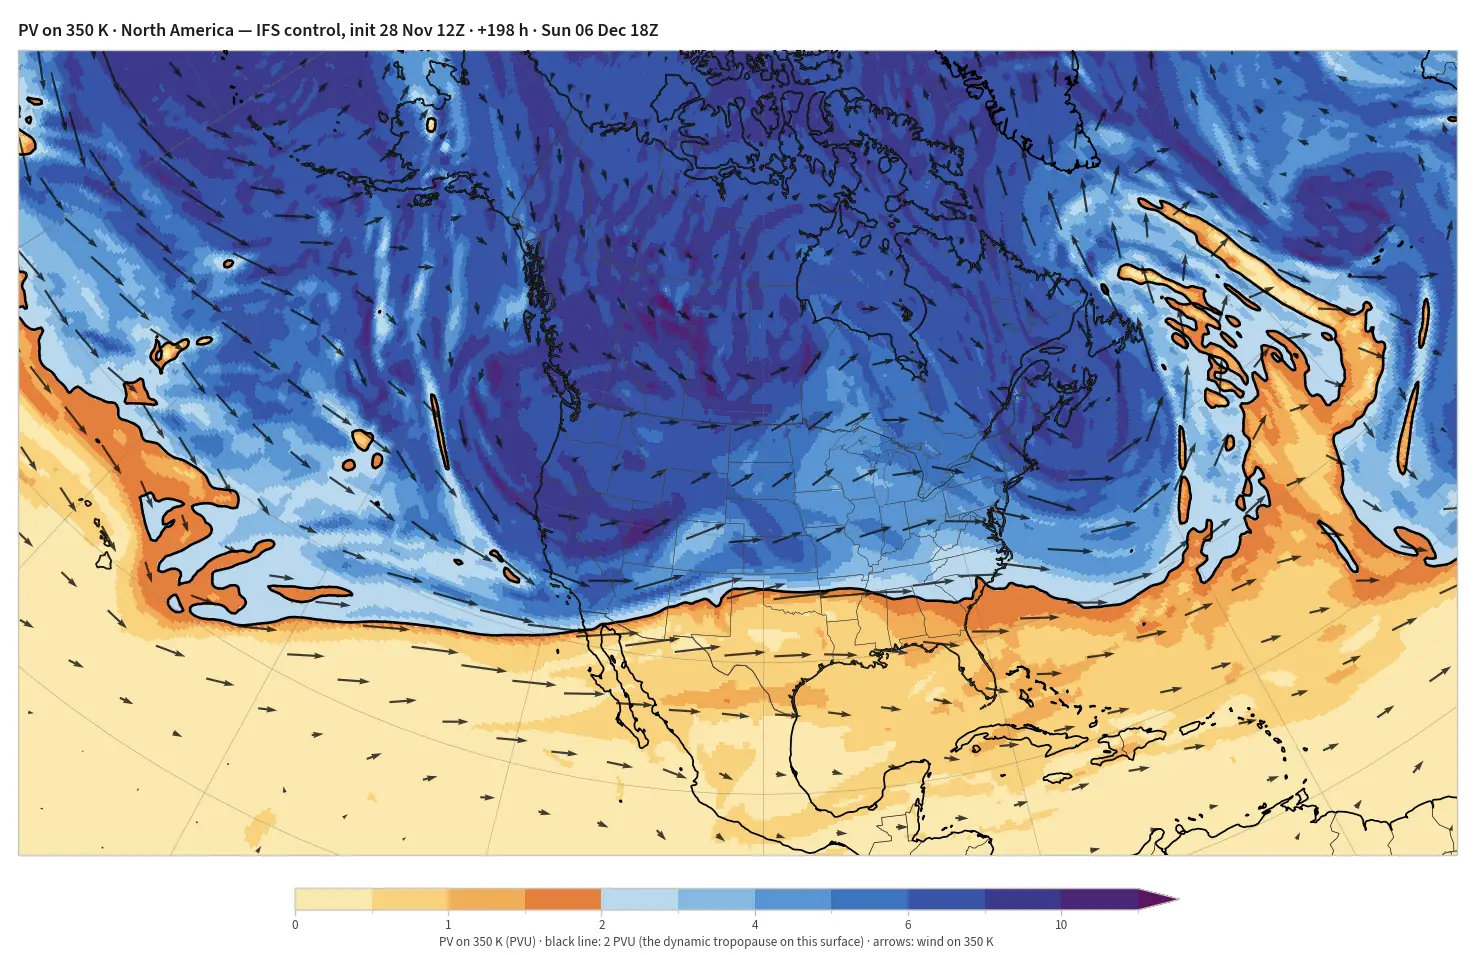 PV on 350 K · North America — IFS control, init 28 Nov 12Z · +198 h · Sun 06 Dec 18Z
0 1 2 4 6 10
PV on 350 K (PVU) · black line: 2 PVU (the dynamic tropopause on this surface) · arrows: wind on 350 K